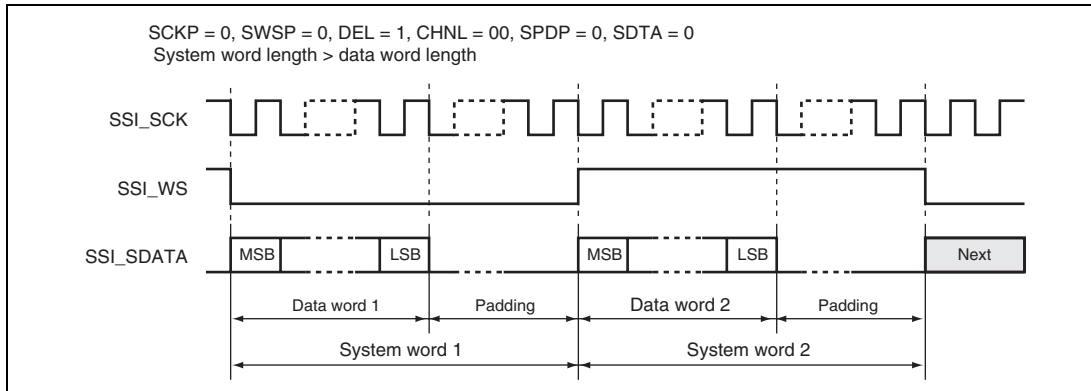 SCKP = 0, SWSP = 0, DEL = 1, CHNL = 00, SPDP = 0, SDTA = 0
System word length > data word length
SSI_SCK
SSI_WS
SSI_SDATA
MSB
LSB
MSB
LSB
Next
Data word 1
Padding
Data word 2
Padding
System word 1
System word 2